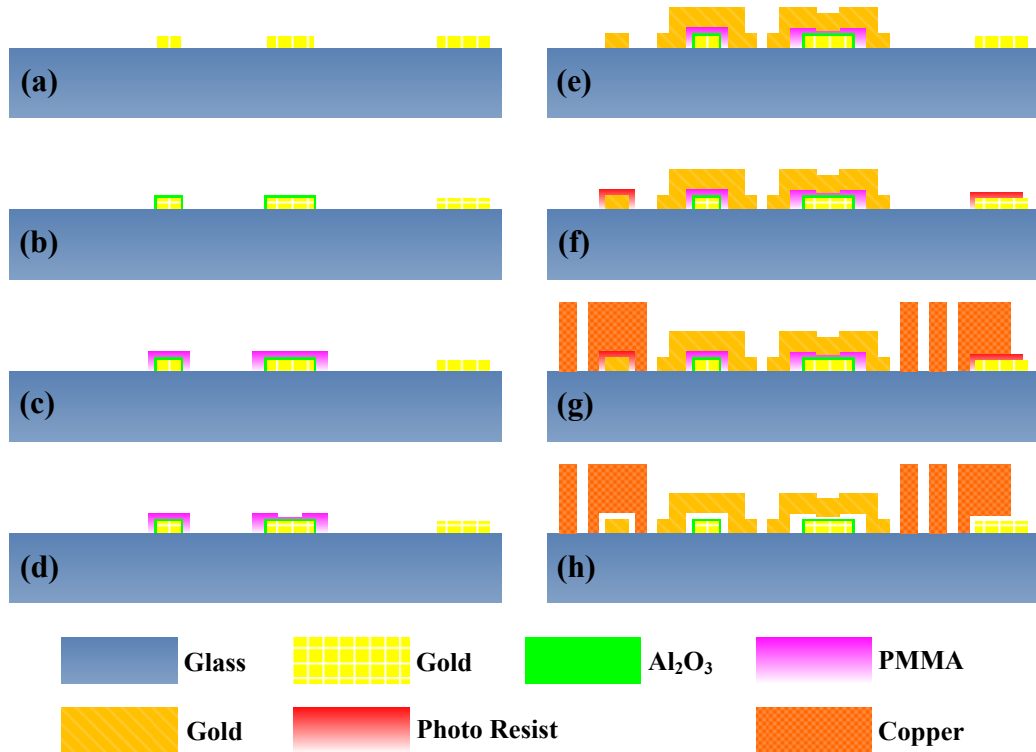 (a)
(b)
(c)
(d)
(e)
(f)
(g)
(h)
Glass
Gold
Al₂O₃
PMMA
Gold
Photo Resist
Copper